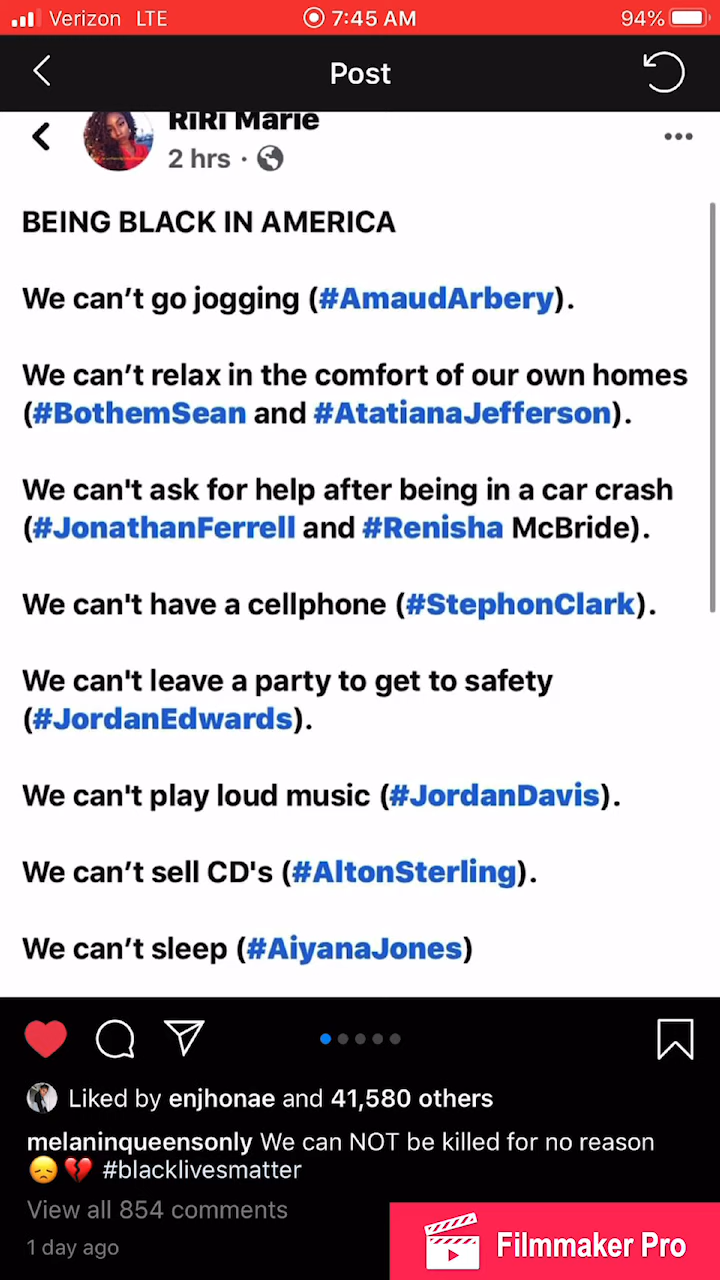 Verizon LTE 7:45 AM 94%
Post
RiRi Marie
2 hrs ·
BEING BLACK IN AMERICA
We can’t go jogging (#AmaudArbery).
We can’t relax in the comfort of our own homes
(#BothemSean and #AtatianaJefferson).
We can't ask for help after being in a car crash
(#JonathanFerrell and #Renisha McBride).
We can't have a cellphone (#StephonClark).
We can't leave a party to get to safety
(#JordanEdwards).
We can't play loud music (#JordanDavis).
We can’t sell CD's (#AltonSterling).
We can’t sleep (#AiyanaJones)
Liked by enjhonae and 41,580 others
melaninqueensonly We can NOT be killed for no reason
😞💔 #blacklivesmatter
View all 854 comments
1 day ago
Filmmaker Pro